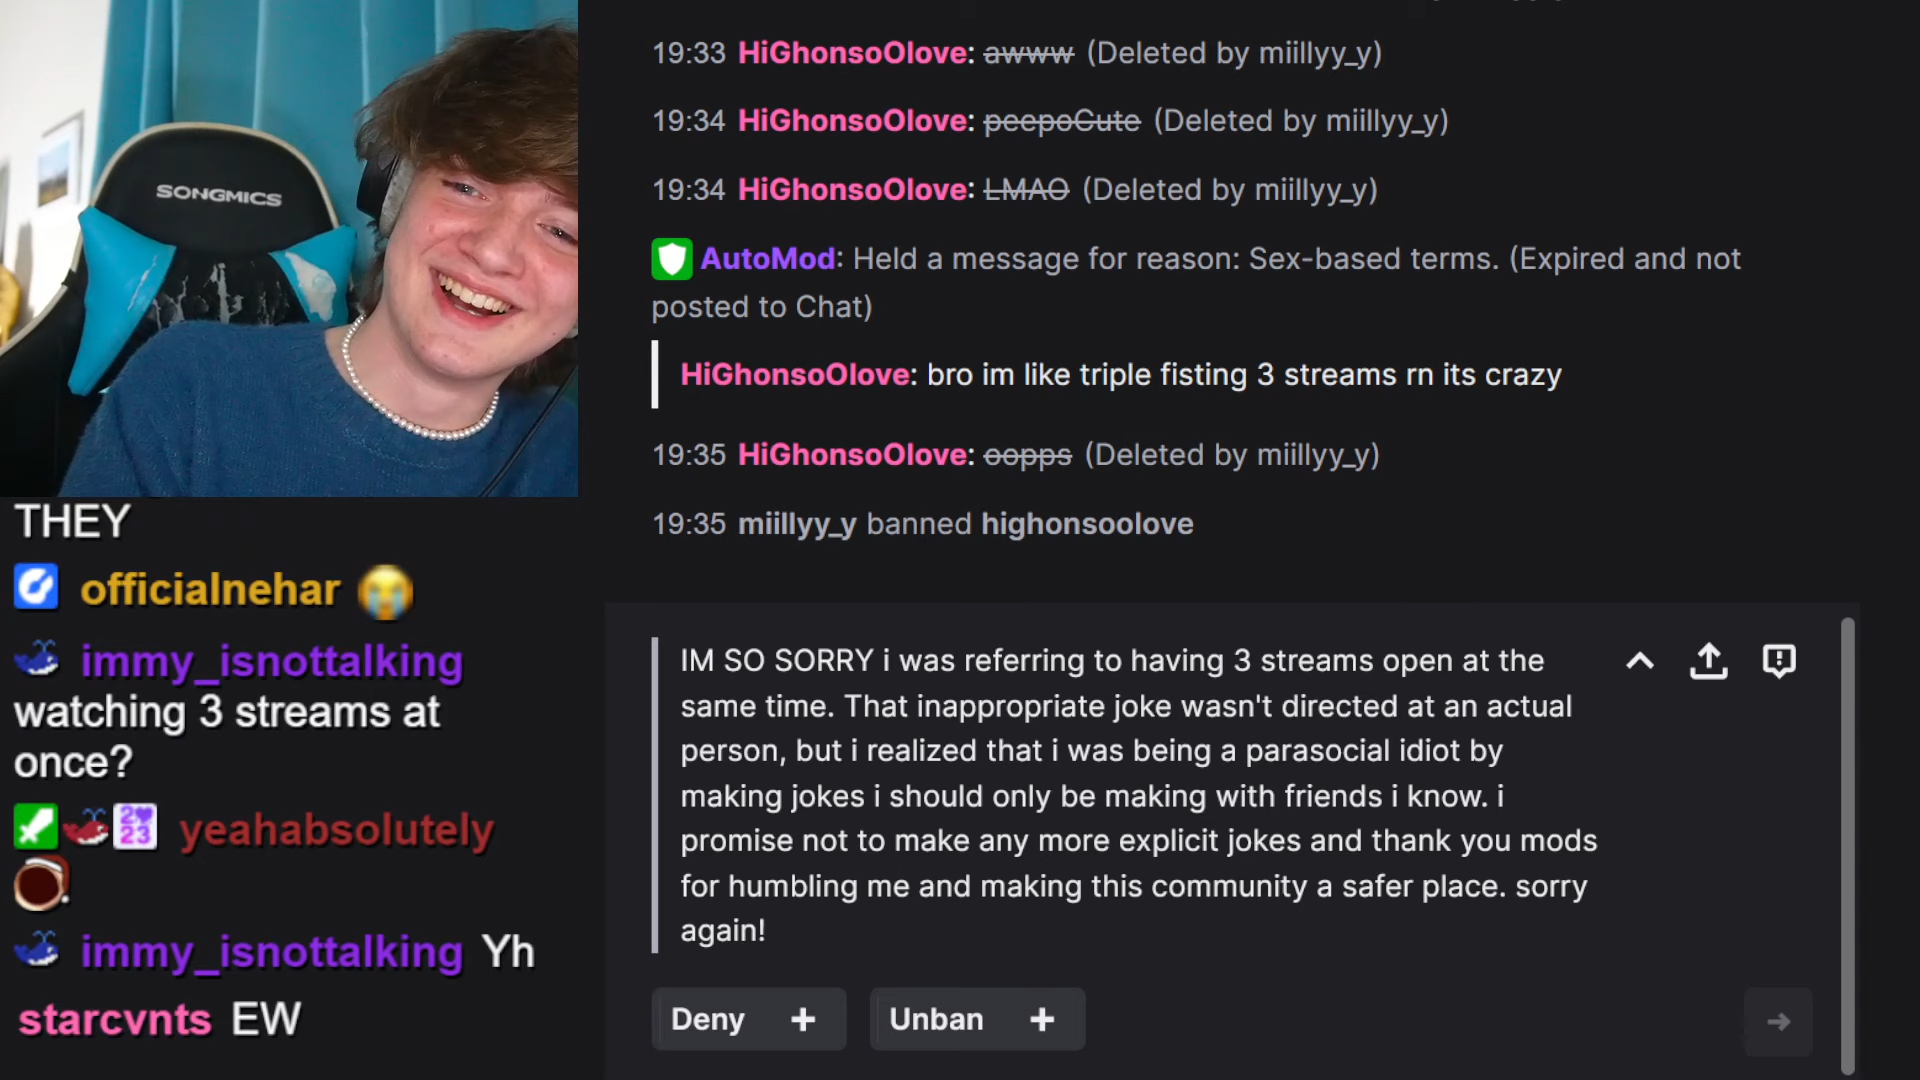 SONGMICS
THEY
officialnehar
immy_isnottalking
watching 3 streams at
once?
2 23 yeahabsolutely
immy_isnottalking Yh
starcvnts EW
19:33 HiGhonsoOlove: awww (Deleted by miillyy_y)
19:34 HiGhonsoOlove: peepoCute (Deleted by miillyy_y)
19:34 HiGhonsoOlove: LMAO (Deleted by miillyy_y)
AutoMod: Held a message for reason: Sex-based terms. (Expired and not
posted to Chat)
HiGhonsoOlove: bro im like triple fisting 3 streams rn its crazy
19:35 HiGhonsoOlove: oopps (Deleted by miillyy_y)
19:35 miillyy_y banned highonsoolove
IM SO SORRY i was referring to having 3 streams open at the
same time. That inappropriate joke wasn't directed at an actual
person, but i realized that i was being a parasocial idiot by
making jokes i should only be making with friends i know. i
promise not to make any more explicit jokes and thank you mods
for humbling me and making this community a safer place. sorry
again!
Deny + Unban +